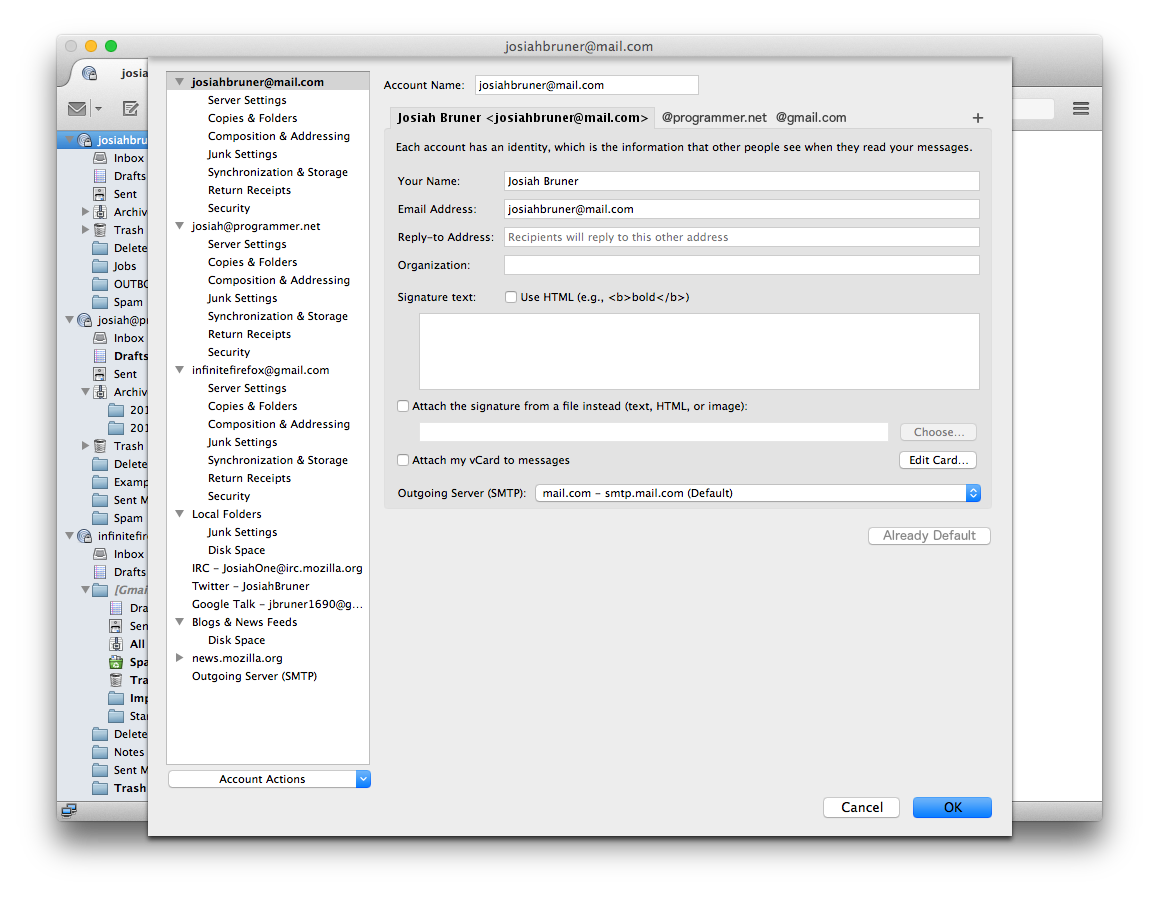 josiahbruner@mail.com
josia
josiahbru
Inbox
Drafts
Sent
Archiv
Trash
Delete
Jobs
OUTBO
Spam
josiah@pr
Inbox
Drafts
Sent
Archiv
201
201
Trash
Delete
Examp
Sent M
Spam
infinitefir
Inbox
Drafts
[Gmai
Dra
Sen
All
Spa
Tra
Imp
Star
Delete
Notes
Sent M
Trash
josiahbruner@mail.com
Server Settings
Copies & Folders
Composition & Addressing
Junk Settings
Synchronization & Storage
Return Receipts
Security
josiah@programmer.net
Server Settings
Copies & Folders
Composition & Addressing
Junk Settings
Synchronization & Storage
Return Receipts
Security
infinitefirefox@gmail.com
Server Settings
Copies & Folders
Composition & Addressing
Junk Settings
Synchronization & Storage
Return Receipts
Security
Local Folders
Junk Settings
Disk Space
IRC – JosiahOne@irc.mozilla.org
Twitter – JosiahBruner
Google Talk – jbruner1690@g...
Blogs & News Feeds
Disk Space
news.mozilla.org
Outgoing Server (SMTP)
Account Actions
Account Name: josiahbruner@mail.com
Josiah Bruner <josiahbruner@mail.com> @programmer.net @gmail.com +
Each account has an identity, which is the information that other people see when they read your messages.
Your Name: Josiah Bruner
Email Address: josiahbruner@mail.com
Reply-to Address: Recipients will reply to this other address
Organization:
Signature text: Use HTML (e.g., <b>bold</b>)
Attach the signature from a file instead (text, HTML, or image):
Choose...
Attach my vCard to messages
Edit Card...
Outgoing Server (SMTP): mail.com – smtp.mail.com (Default)
Already Default
Cancel OK